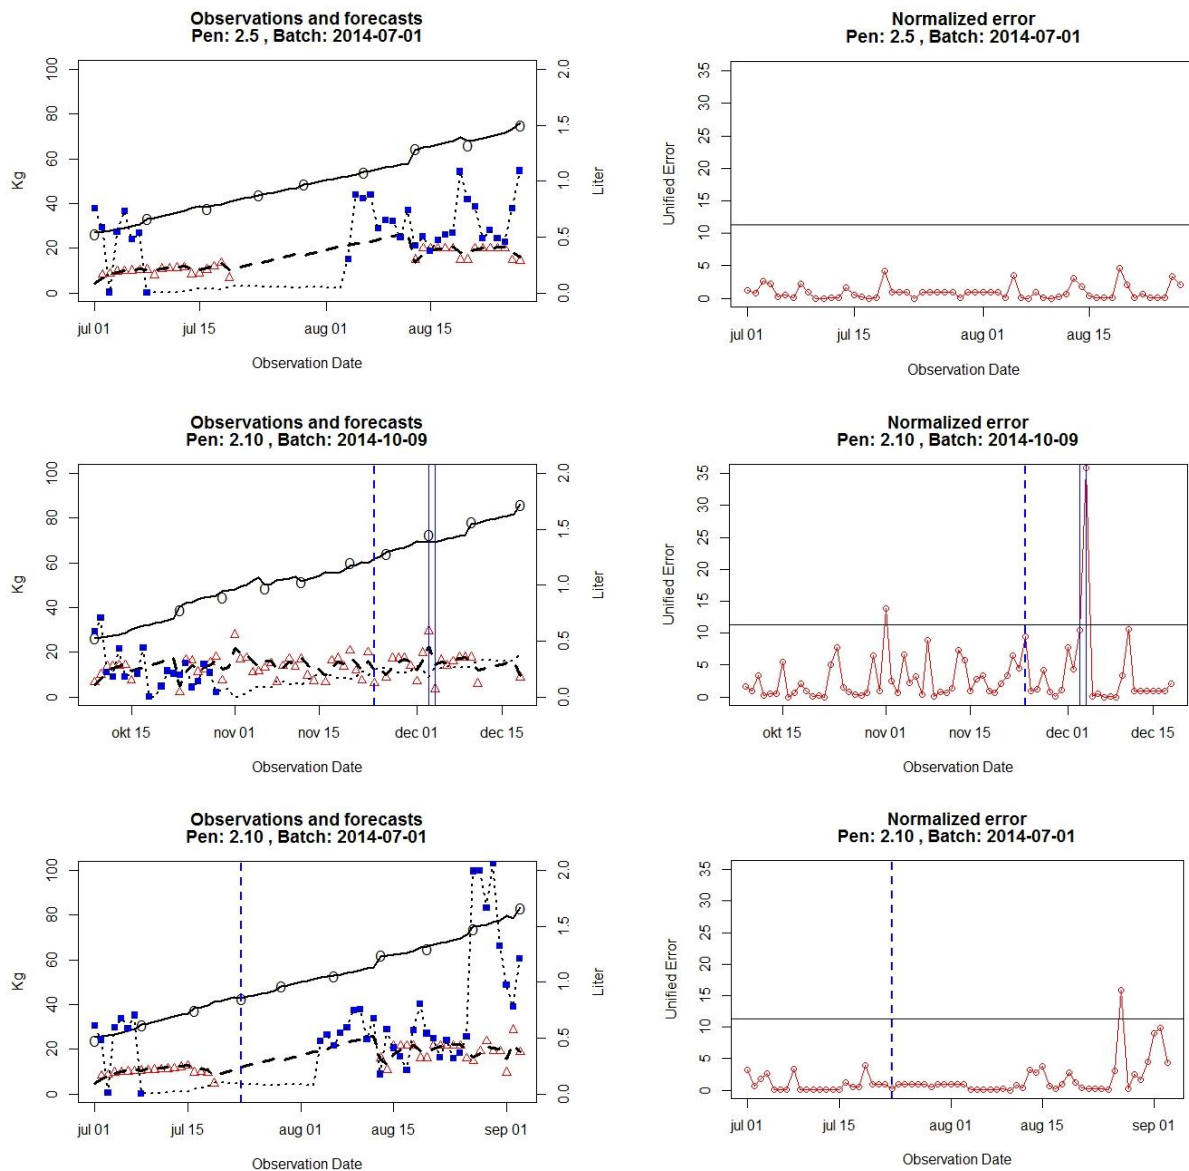 Observations and forecasts
Pen: 2.5 , Batch: 2014-07-01
Kg
0 20 40 60 80 100
Liter
0.0 0.5 1.0 1.5 2.0
jul 01 jul 15 aug 01 aug 15
Observation Date
Normalized error
Pen: 2.5 , Batch: 2014-07-01
Unified Error
0 5 10 15 20 25 30 35
jul 01 jul 15 aug 01 aug 15
Observation Date
Observations and forecasts
Pen: 2.10 , Batch: 2014-10-09
Kg
0 20 40 60 80 100
Liter
0.0 0.5 1.0 1.5 2.0
okt 15 nov 01 nov 15 dec 01 dec 15
Observation Date
Normalized error
Pen: 2.10 , Batch: 2014-10-09
Unified Error
0 5 10 15 20 25 30 35
okt 15 nov 01 nov 15 dec 01 dec 15
Observation Date
Observations and forecasts
Pen: 2.10 , Batch: 2014-07-01
Kg
0 20 40 60 80 100
Liter
0.0 0.5 1.0 1.5 2.0
jul 01 jul 15 aug 01 aug 15 sep 01
Observation Date
Normalized error
Pen: 2.10 , Batch: 2014-07-01
Unified Error
0 5 10 15 20 25 30 35
jul 01 jul 15 aug 01 aug 15 sep 01
Observation Date